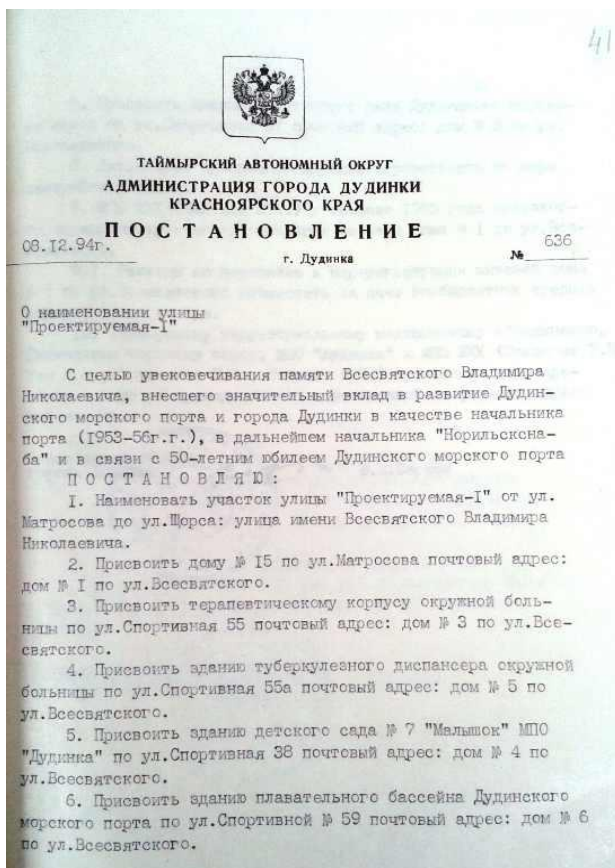 41
ТАЙМЫРСКИЙ АВТОНОМНЫЙ ОКРУГ
АДМИНИСТРАЦИЯ ГОРОДА ДУДИНКИ
КРАСНОЯРСКОГО КРАЯ
ПОСТАНОВЛЕНИЕ
08.12.94г. № 636
г. Дудинка
О наименовании улицы
"Проектируемая-I"
С целью увековечивания памяти Всесвятского Владимира
Николаевича, внесшего значительный вклад в развитие Дудин-
ского морского порта и города Дудинки в качестве начальника
порта (1953-56г.г.), в дальнейшем начальника "Норильскσна-
ба" и в связи с 50-летним юбилеем Дудинского морского порта
ПОСТАНОВЛЯЮ:
I. Наименовать участок улицы "Проектируемая-I" от ул.
Матросова до ул.Щорса: улица имени Всесвятского Владимира
Николаевича.
2. Присвоить дому № I5 по ул.Матросова почтовый адрес:
дом № I по ул.Всесвятского.
3. Присвоить терапевтическому корпусу окружной боль-
ницы по ул.Спортивная 55 почтовый адрес: дом № 3 по ул.Все-
святского.
4. Присвоить зданию туберкулезного диспансера окружной
больницы по ул.Спортивная 55а почтовый адрес: дом № 5 по
ул.Всесвятского.
5. Присвоить зданию детского сада № 7 "Малышок" МПО
"Дудинка" по ул.Спортивная 38 почтовый адрес: дом № 4 по
ул.Всесвятского.
6. Присвоить зданию плавательного бассейна Дудинского
морского порта по ул.Спортивной № 59 почтовый адрес: дом № 6
по ул.Всесвятского.